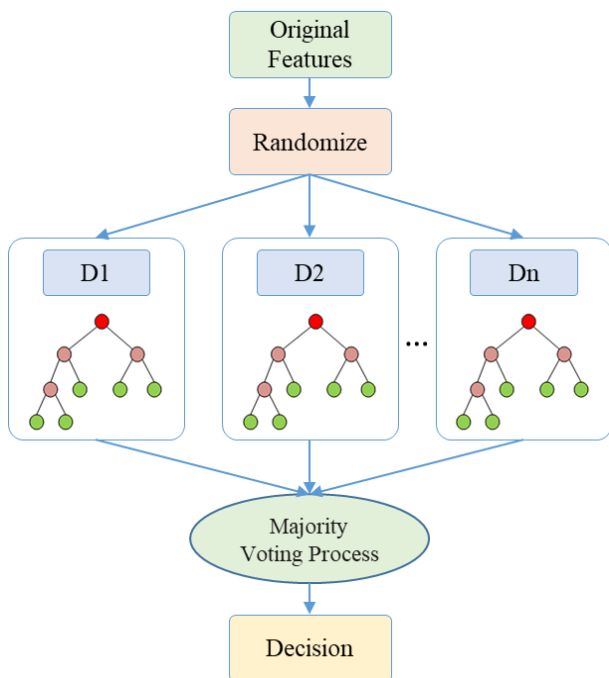 Original
Features
Randomize
D1
D2
Dn
...
Majority
Voting Process
Decision